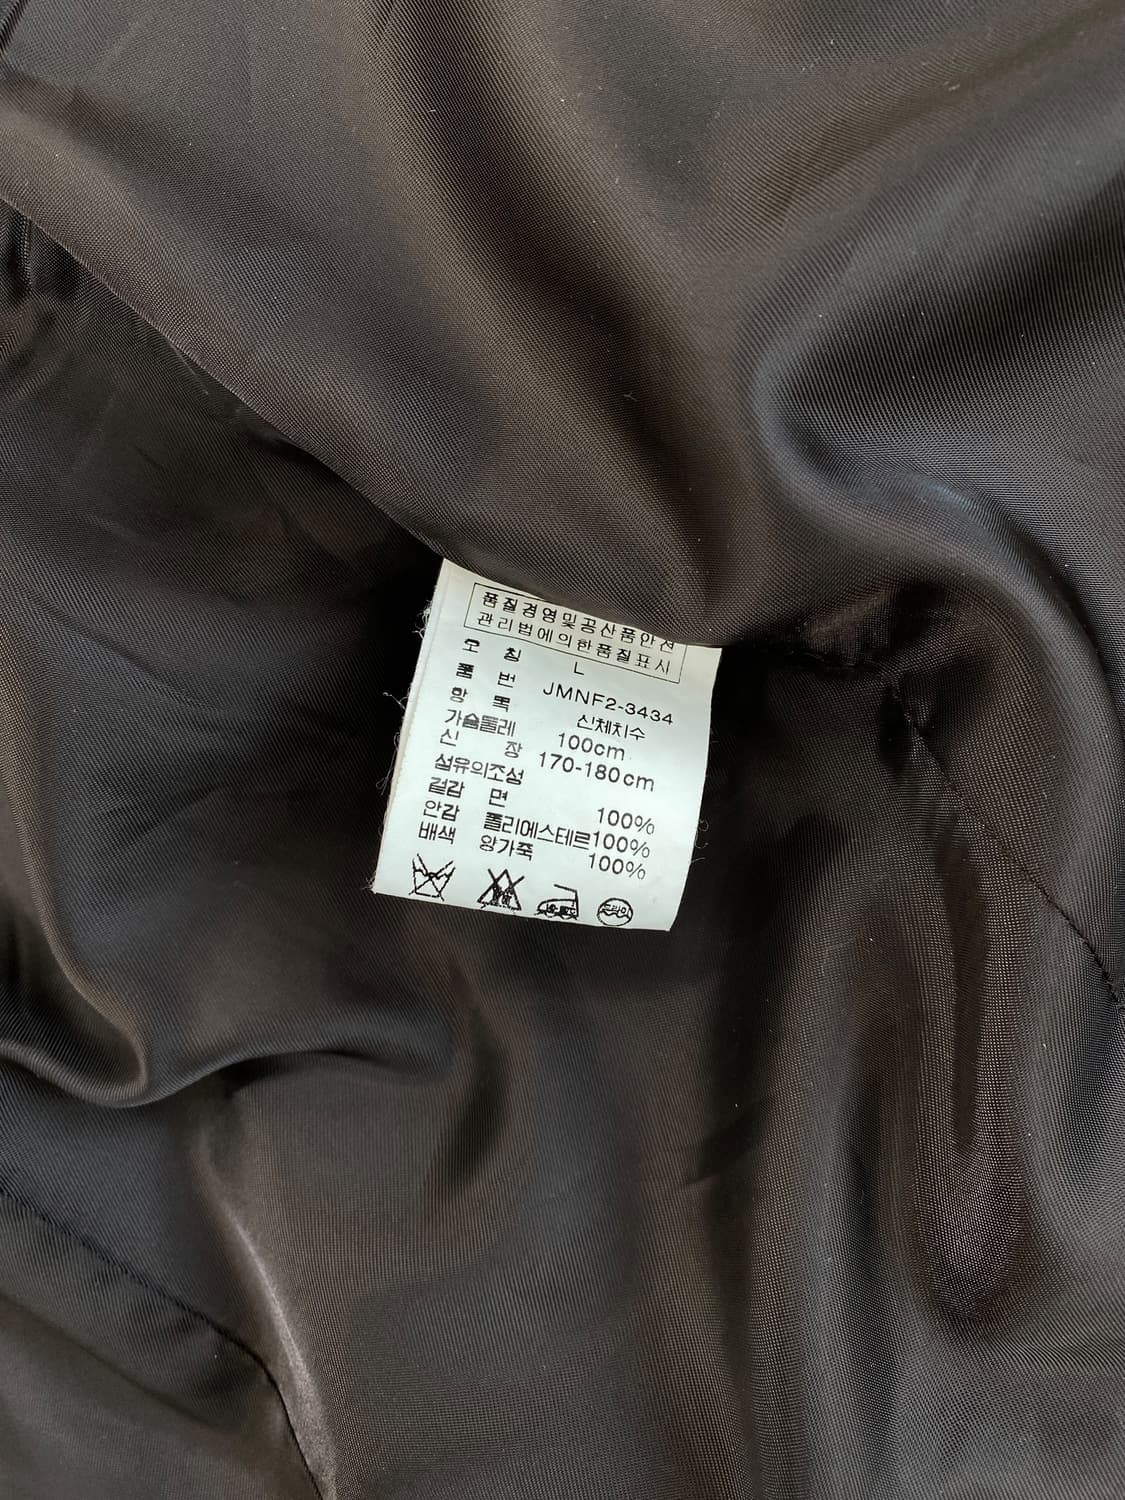 품질경영및공산품안전
관리법에의한품질표시
호 칭 L
품 번 JMNF2-3434
항 목 신체치수
가슴둘레 100cm
신 장 170-180cm
섬유의조성
겉감 면 100%
안감 폴리에스테르100%
배색 양가죽 100%
드라이